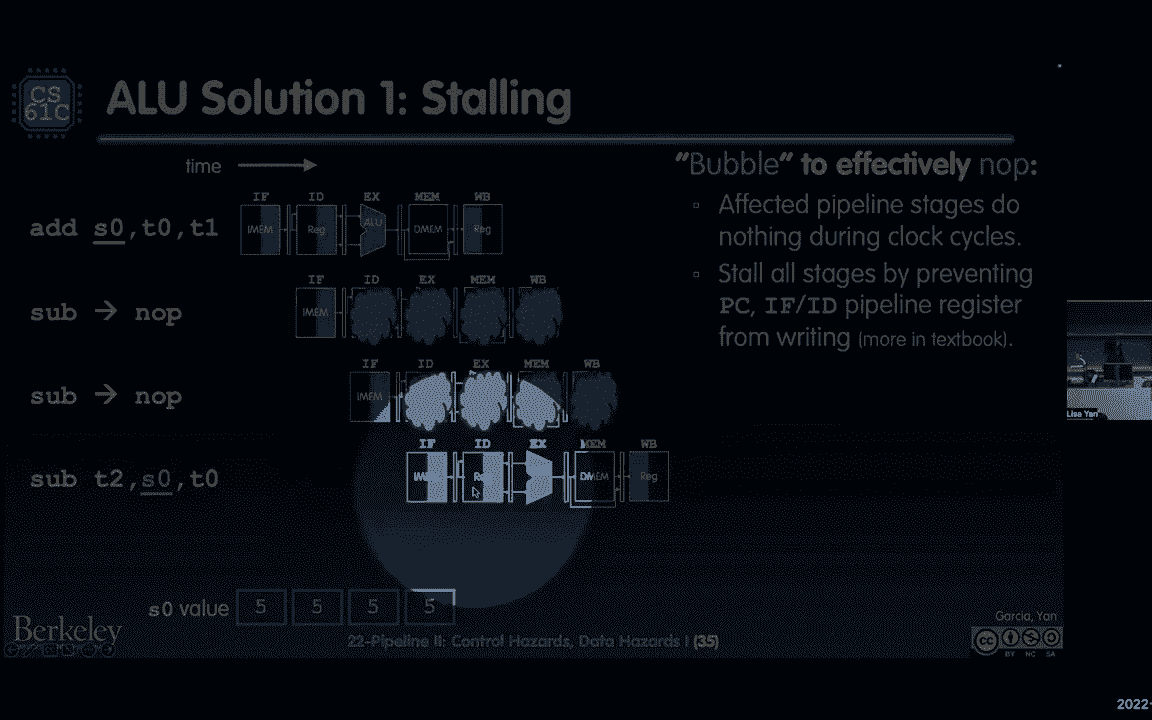 CS
61C
ALU Solution 1: Stalling
time
"Bubble" to effectively nop:
IF ID EX MEM WB
add s0,t0,t1
IMEM Reg ALU DMEM Reg
▫ Affected pipeline stages do
nothing during clock cycles.
IF ID EX MEM WB
sub → nop
IMEM
▫ Stall all stages by preventing
PC, IF/ID pipeline register
from writing (more in textbook).
IF ID EX MEM WB
sub → nop
IMEM
Lisa Yan
IF ID EX MEM WB
sub t2,s0,t0
DMEM Reg
s0 value 5 5 5 5
Berkeley
22-Pipeline II: Control Hazards, Data Hazards I (35)
Garcia, Yan
cc
BY NC SA
2022-